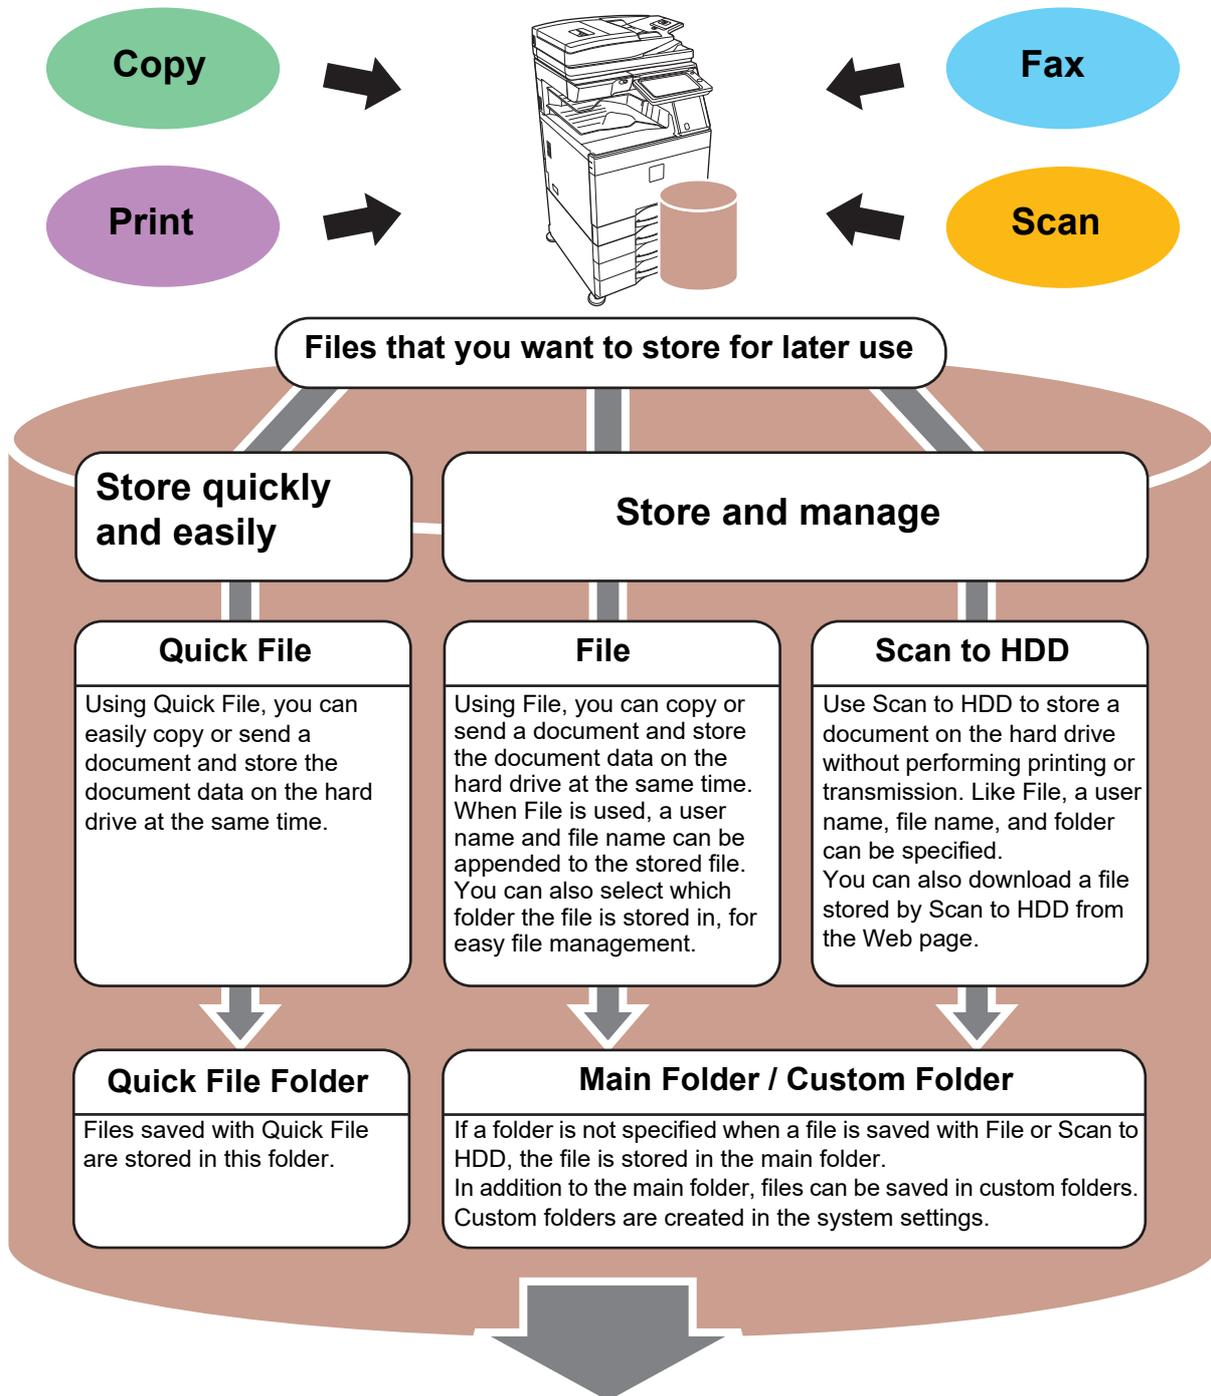 Copy
Fax
Print
Scan
Files that you want to store for later use
Store quickly
and easily
Store and manage
Quick File
Using Quick File, you can
easily copy or send a
document and store the
document data on the hard
drive at the same time.
File
Using File, you can copy or
send a document and store
the document data on the
hard drive at the same time.
When File is used, a user
name and file name can be
appended to the stored file.
You can also select which
folder the file is stored in, for
easy file management.
Scan to HDD
Use Scan to HDD to store a
document on the hard drive
without performing printing or
transmission. Like File, a user
name, file name, and folder
can be specified.
You can also download a file
stored by Scan to HDD from
the Web page.
Quick File Folder
Files saved with Quick File
are stored in this folder.
Main Folder / Custom Folder
If a folder is not specified when a file is saved with File or Scan to
HDD, the file is stored in the main folder.
In addition to the main folder, files can be saved in custom folders.
Custom folders are created in the system settings.